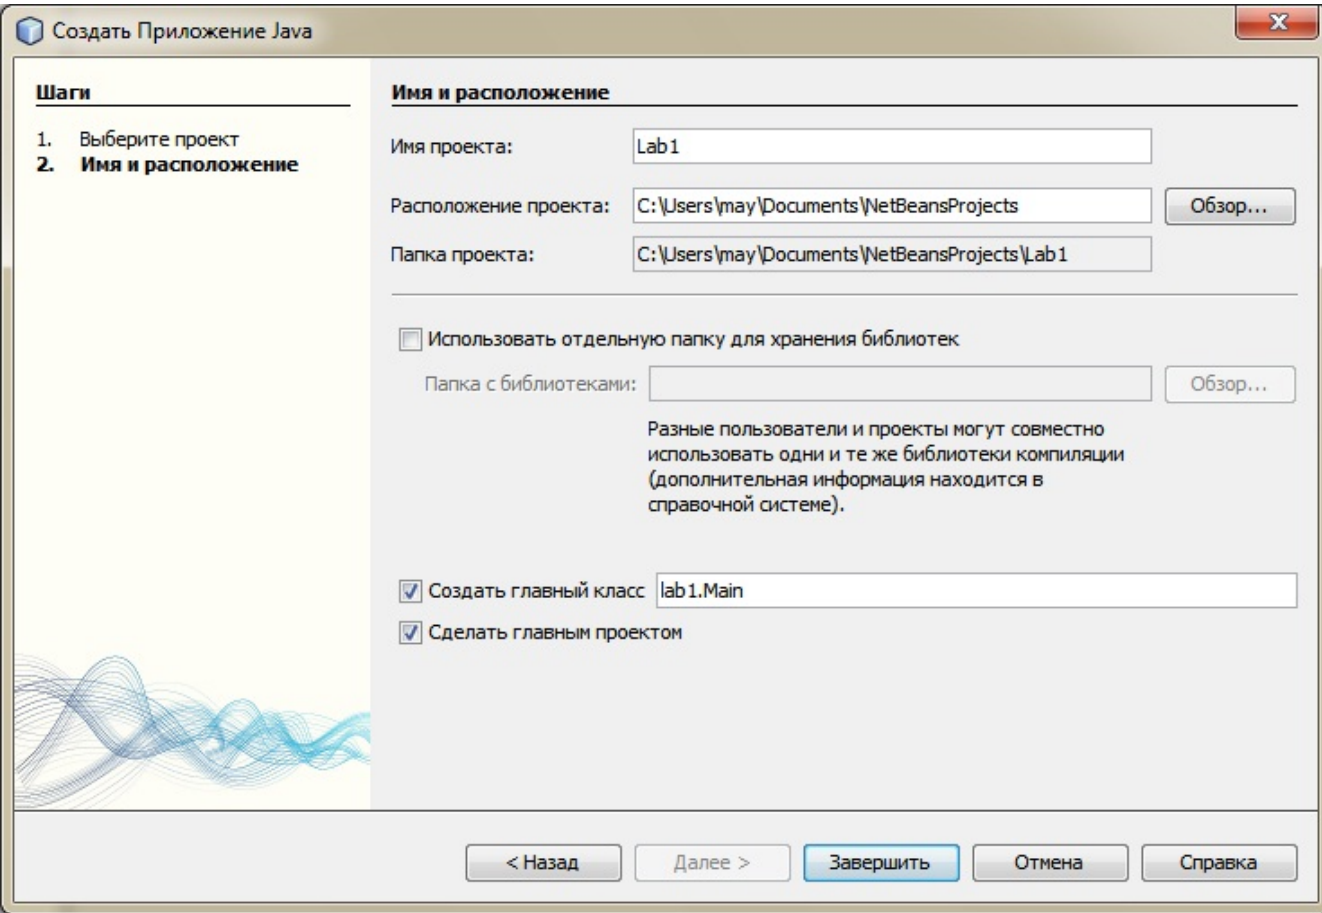 Создать Приложение Java
Шаги
1. Выберите проект
2. Имя и расположение
Имя и расположение
Имя проекта: Lab1
Расположение проекта: C:\Users\may\Documents\NetBeansProjects Обзор...
Папка проекта: C:\Users\may\Documents\NetBeansProjects\Lab1
Использовать отдельную папку для хранения библиотек
Папка с библиотеками: Обзор...
Разные пользователи и проекты могут совместно
использовать одни и те же библиотеки компиляции
(дополнительная информация находится в
справочной системе).
Создать главный класс lab1.Main
Сделать главным проектом
< Назад Далее > Завершить Отмена Справка